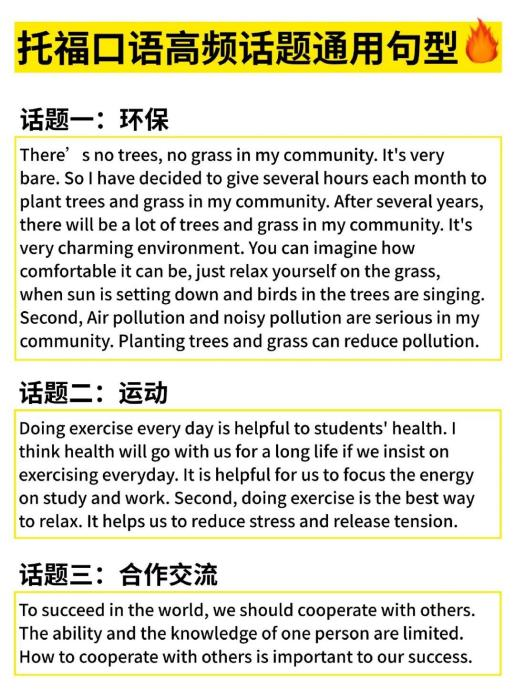 托福口语高频话题通用句型
话题一：环保
There’s no trees, no grass in my community. It's very
bare. So I have decided to give several hours each month to
plant trees and grass in my community. After several years,
there will be a lot of trees and grass in my community. It's
very charming environment. You can imagine how
comfortable it can be, just relax yourself on the grass,
when sun is setting down and birds in the trees are singing.
Second, Air pollution and noisy pollution are serious in my
community. Planting trees and grass can reduce pollution.
话题二：运动
Doing exercise every day is helpful to students' health. I
think health will go with us for a long life if we insist on
exercising everyday. It is helpful for us to focus the energy
on study and work. Second, doing exercise is the best way
to relax. It helps us to reduce stress and release tension.
话题三：合作交流
To succeed in the world, we should cooperate with others.
The ability and the knowledge of one person are limited.
How to cooperate with others is important to our success.